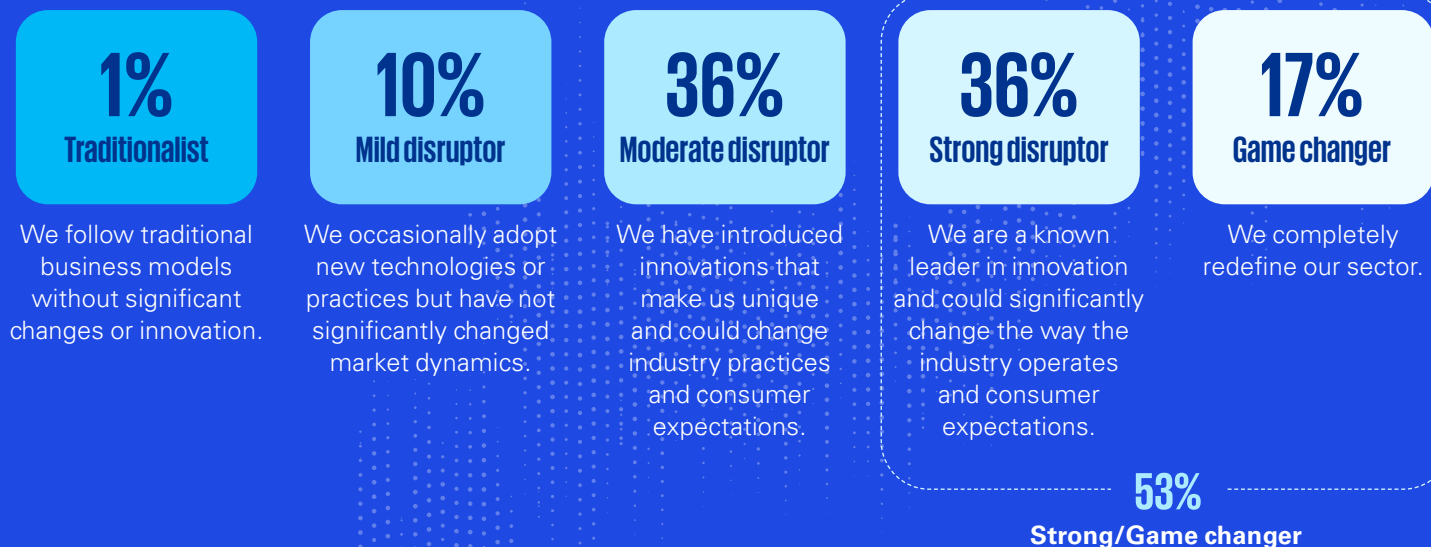 1%
Traditionalist
We follow traditional
business models
without significant
changes or innovation.
10%
Mild disruptor
We occasionally adopt
new technologies or
practices but have not
significantly changed
market dynamics.
36%
Moderate disruptor
We have introduced
innovations that
make us unique
and could change
industry practices
and consumer
expectations.
36%
Strong disruptor
We are a known
leader in innovation
and could significantly
change the way the
industry operates
and consumer
expectations.
17%
Game changer
We completely
redefine our sector.
53%
Strong/Game changer